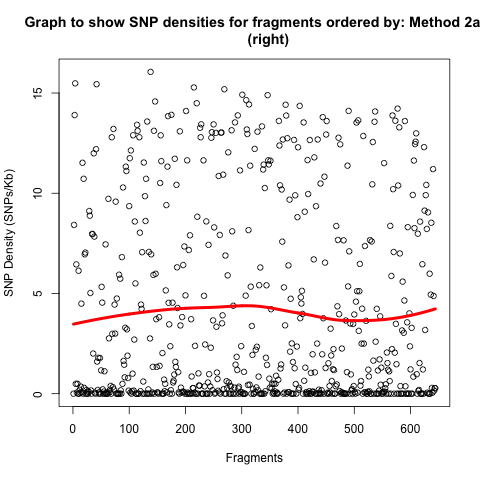 Graph to show SNP densities for fragments ordered by: Method 2a
(right)
SNP Density (SNPs/Kb)
15
10
5
0
0 100 200 300 400 500 600
Fragments